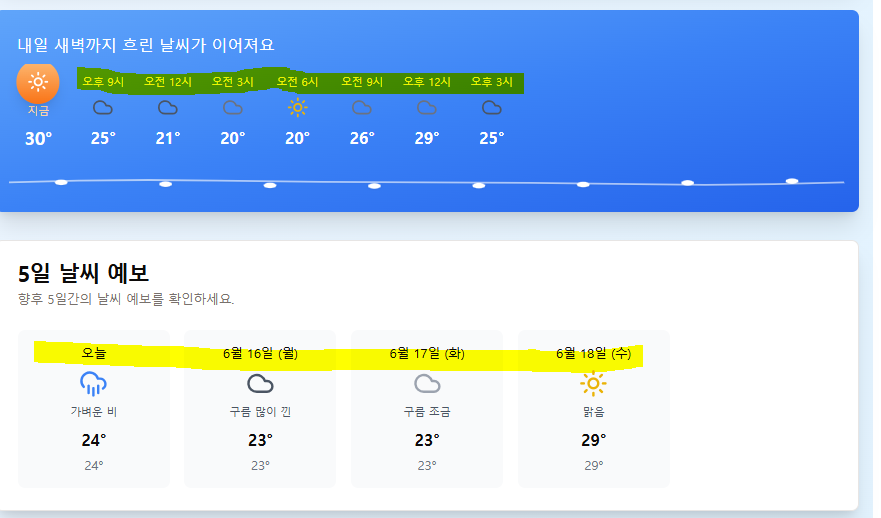 내일 새벽까지 흐린 날씨가 이어져요
오후 9시 오전 12시 오전 3시 오전 6시 오전 9시 오후 12시 오후 3시
지금
30° 25° 21° 20° 20° 26° 29° 25°
5일 날씨 예보
향후 5일간의 날씨 예보를 확인하세요.
오늘 6월 16일 (월) 6월 17일 (화) 6월 18일 (수)
가벼운 비 구름 많이 낀 구름 조금 맑음
24° 23° 23° 29°
24° 23° 23° 29°